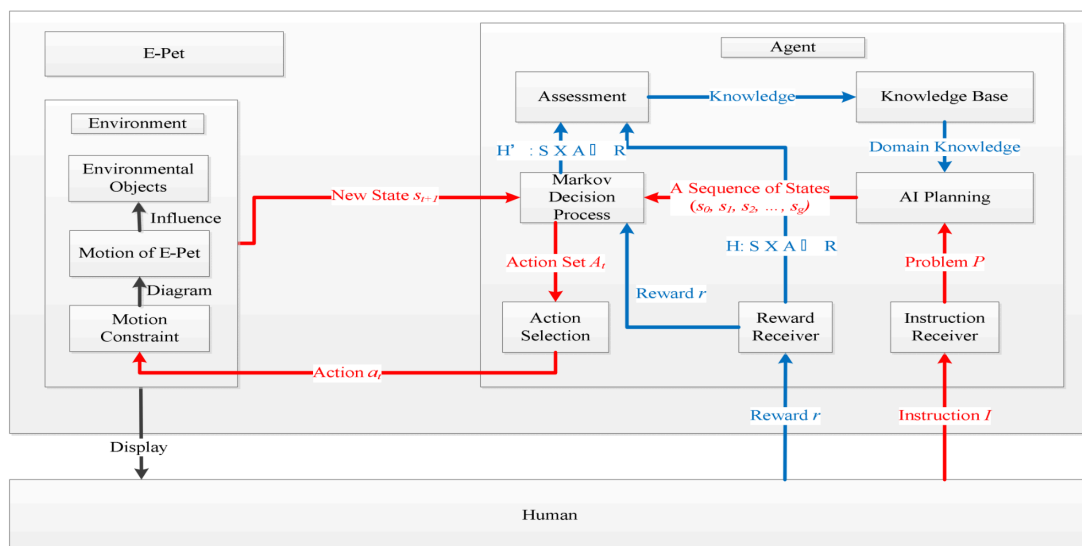 E-Pet
Agent
Environment
Assessment
Knowledge
Knowledge Base
Environmental
Objects
H' : S X A▯ R
Domain Knowledge
Influence
New State st+1
Markov
Decision
Process
A Sequence of States
(s0, s1, s2, ..., sg)
AI Planning
Motion of E-Pet
Action Set At
H: S X A▯ R
Problem P
Diagram
Reward r
Motion
Constraint
Action
Selection
Reward
Receiver
Instruction
Receiver
Action at
Reward r
Instruction I
Display
Human